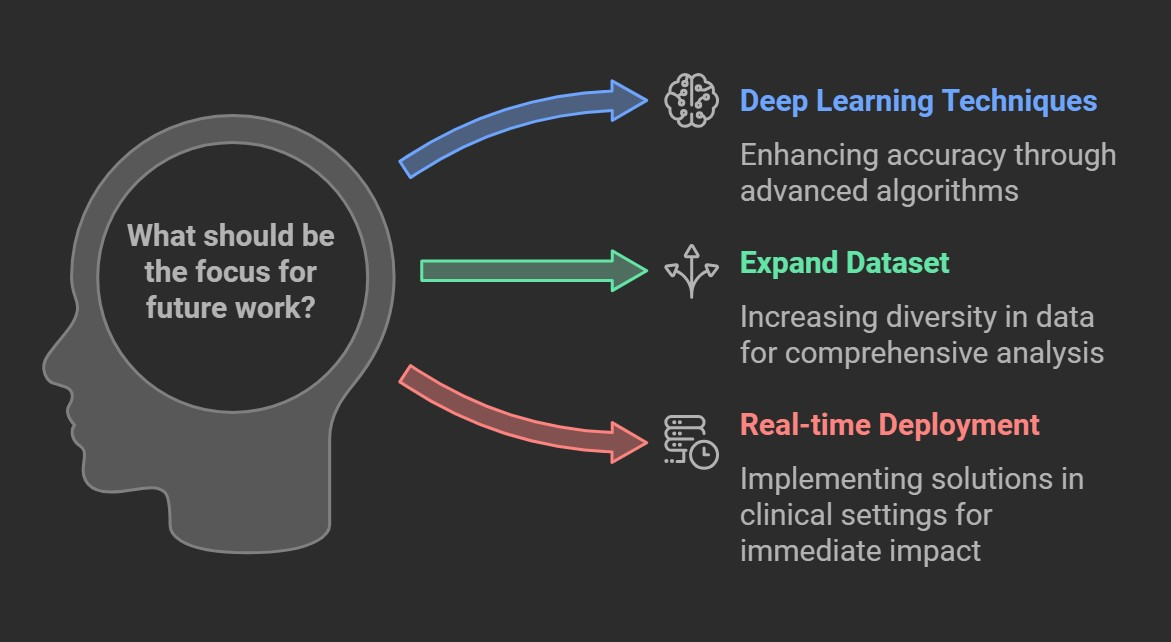 What should be
the focus for
future work?
Deep Learning Techniques
Enhancing accuracy through
advanced algorithms
Expand Dataset
Increasing diversity in data
for comprehensive analysis
Real-time Deployment
Implementing solutions in
clinical settings for
immediate impact